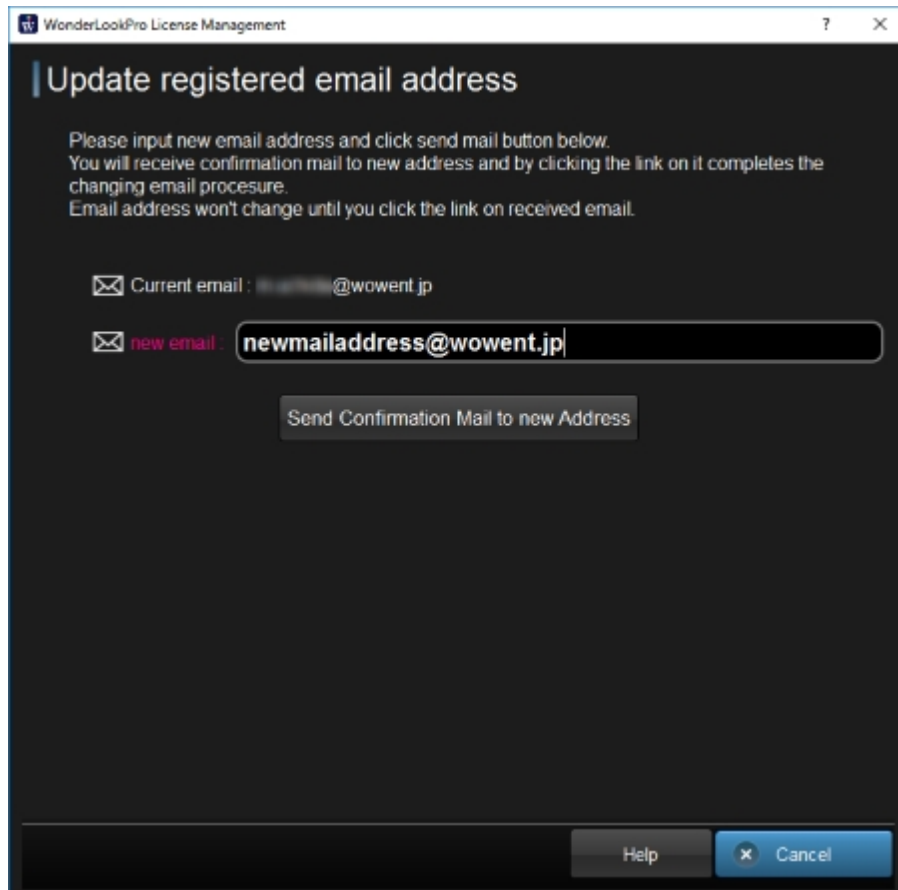 WonderLookPro License Management
Update registered email address
Please input new email address and click send mail button below.
You will receive confirmation mail to new address and by clicking the link on it completes the
changing email procesure.
Email address won't change until you click the link on received email.
Current email : @wowent.jp
new email : newmailaddress@wowent.jp
Send Confirmation Mail to new Address
Help
Cancel